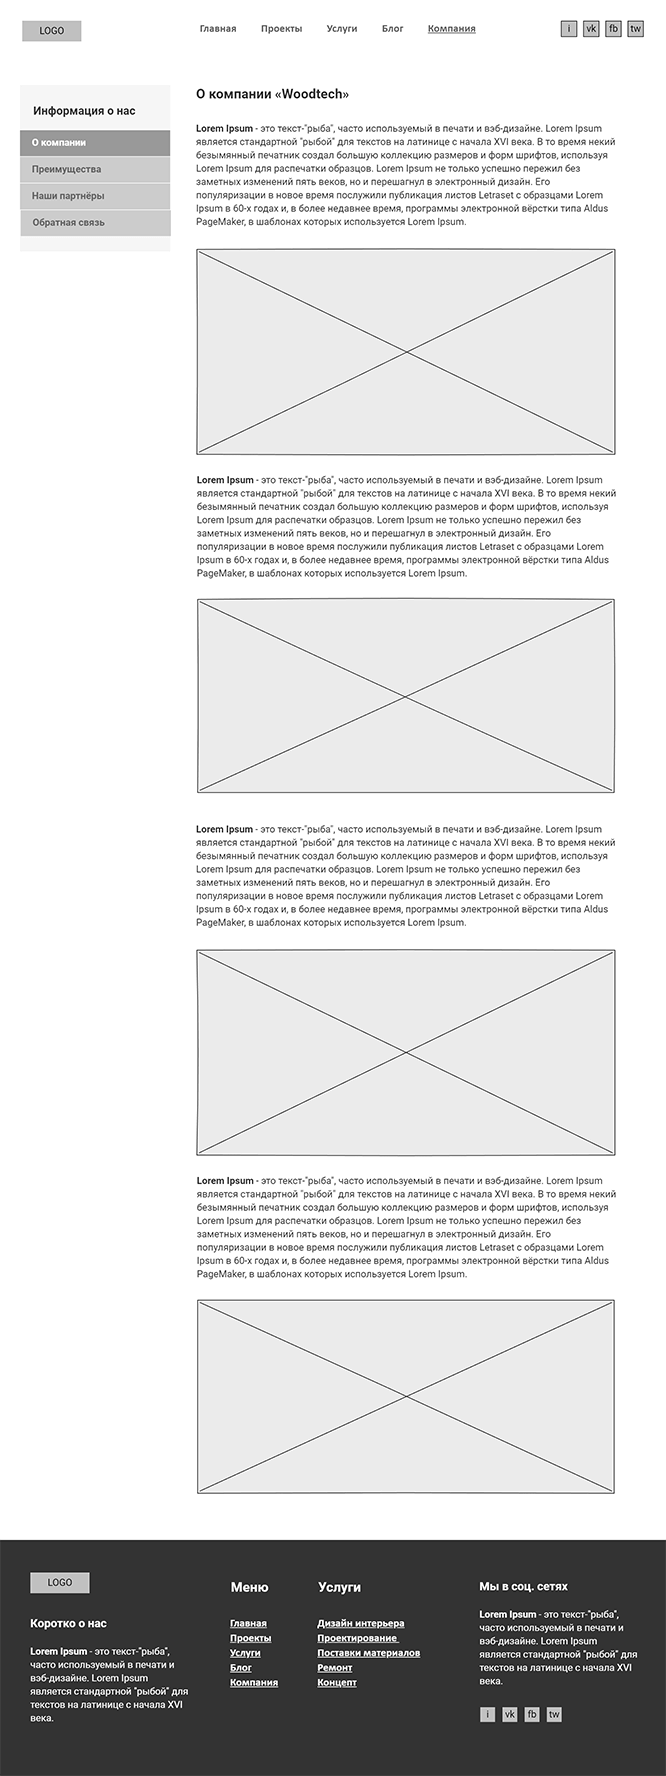 LOGO
Главная Проекты Услуги Блог Компания
i vk fb tw
Информация о нас
О компании
Преимущества
Наши партнёры
Обратная связь
О компании «Woodtech»
Lorem Ipsum - это текст-"рыба", часто используемый в печати и вэб-дизайне. Lorem Ipsum
является стандартной "рыбой" для текстов на латинице с начала XVI века. В то время некий
безымянный печатник создал большую коллекцию размеров и форм шрифтов, используя
Lorem Ipsum для распечатки образцов. Lorem Ipsum не только успешно пережил без
заметных изменений пять веков, но и перешагнул в электронный дизайн. Его
популяризации в новое время послужили публикация листов Letraset с образцами Lorem
Ipsum в 60-х годах и, в более недавнее время, программы электронной вёрстки типа Aldus
PageMaker, в шаблонах которых используется Lorem Ipsum.
Lorem Ipsum - это текст-"рыба", часто используемый в печати и вэб-дизайне. Lorem Ipsum
является стандартной "рыбой" для текстов на латинице с начала XVI века. В то время некий
безымянный печатник создал большую коллекцию размеров и форм шрифтов, используя
Lorem Ipsum для распечатки образцов. Lorem Ipsum не только успешно пережил без
заметных изменений пять веков, но и перешагнул в электронный дизайн. Его
популяризации в новое время послужили публикация листов Letraset с образцами Lorem
Ipsum в 60-х годах и, в более недавнее время, программы электронной вёрстки типа Aldus
PageMaker, в шаблонах которых используется Lorem Ipsum.
Lorem Ipsum - это текст-"рыба", часто используемый в печати и вэб-дизайне. Lorem Ipsum
является стандартной "рыбой" для текстов на латинице с начала XVI века. В то время некий
безымянный печатник создал большую коллекцию размеров и форм шрифтов, используя
Lorem Ipsum для распечатки образцов. Lorem Ipsum не только успешно пережил без
заметных изменений пять веков, но и перешагнул в электронный дизайн. Его
популяризации в новое время послужили публикация листов Letraset с образцами Lorem
Ipsum в 60-х годах и, в более недавнее время, программы электронной вёрстки типа Aldus
PageMaker, в шаблонах которых используется Lorem Ipsum.
Lorem Ipsum - это текст-"рыба", часто используемый в печати и вэб-дизайне. Lorem Ipsum
является стандартной "рыбой" для текстов на латинице с начала XVI века. В то время некий
безымянный печатник создал большую коллекцию размеров и форм шрифтов, используя
Lorem Ipsum для распечатки образцов. Lorem Ipsum не только успешно пережил без
заметных изменений пять веков, но и перешагнул в электронный дизайн. Его
популяризации в новое время послужили публикация листов Letraset с образцами Lorem
Ipsum в 60-х годах и, в более недавнее время, программы электронной вёрстки типа Aldus
PageMaker, в шаблонах которых используется Lorem Ipsum.
LOGO
Коротко о нас
Lorem Ipsum - это текст-"рыба",
часто используемый в печати и
вэб-дизайне. Lorem Ipsum
является стандартной "рыбой" для
текстов на латинице с начала XVI
века.
Меню
Главная
Проекты
Услуги
Блог
Компания
Услуги
Дизайн интерьера
Проектирование
Поставки материалов
Ремонт
Концепт
Мы в соц. сетях
Lorem Ipsum - это текст-"рыба",
часто используемый в печати и
вэб-дизайне. Lorem Ipsum
является стандартной "рыбой" для
текстов на латинице с начала XVI
века.
i vk fb tw